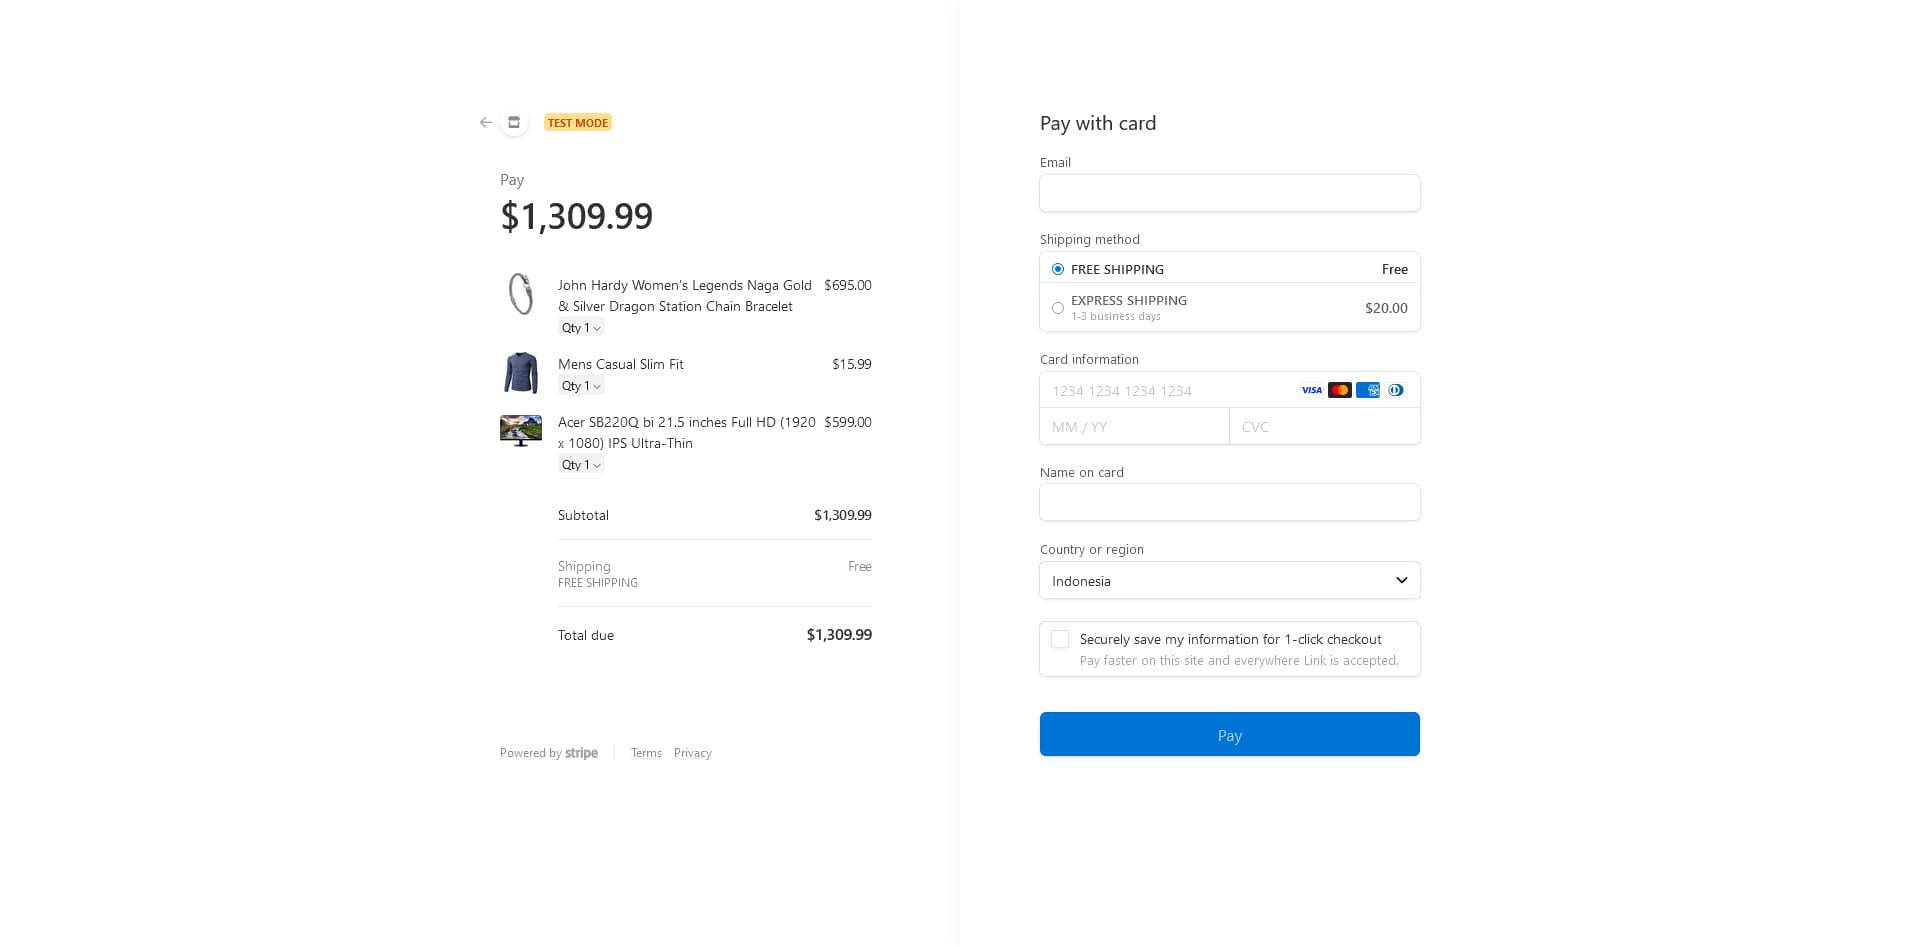 TEST MODE
Pay
$1,309.99
John Hardy Women's Legends Naga Gold $695.00
& Silver Dragon Station Chain Bracelet
Qty 1
Mens Casual Slim Fit $15.99
Qty 1
Acer SB220Q bi 21.5 inches Full HD (1920 $599.00
x 1080) IPS Ultra-Thin
Qty 1
Subtotal $1,309.99
Shipping Free
FREE SHIPPING
Total due $1,309.99
Powered by stripe Terms Privacy
Pay with card
Email
Shipping method
FREE SHIPPING Free
EXPRESS SHIPPING $20.00
1-3 business days
Card information
1234 1234 1234 1234 VISA AMEX
MM / YY CVC
Name on card
Country or region
Indonesia
Securely save my information for 1-click checkout
Pay faster on this site and everywhere Link is accepted.
Pay